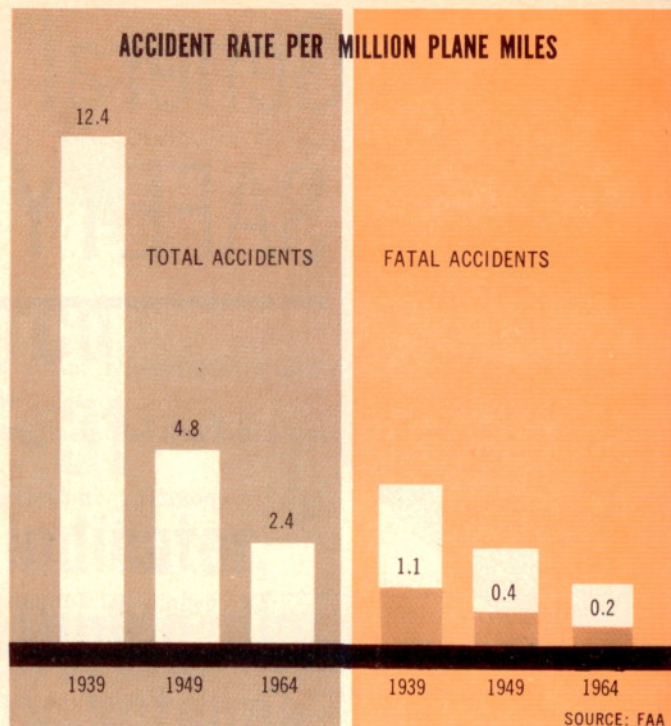 ACCIDENT RATE PER MILLION PLANE MILES
12.4
TOTAL ACCIDENTS
4.8
2.4
1939 1949 1964
FATAL ACCIDENTS
1.1
0.4
0.2
1939 1949 1964
SOURCE: FAA